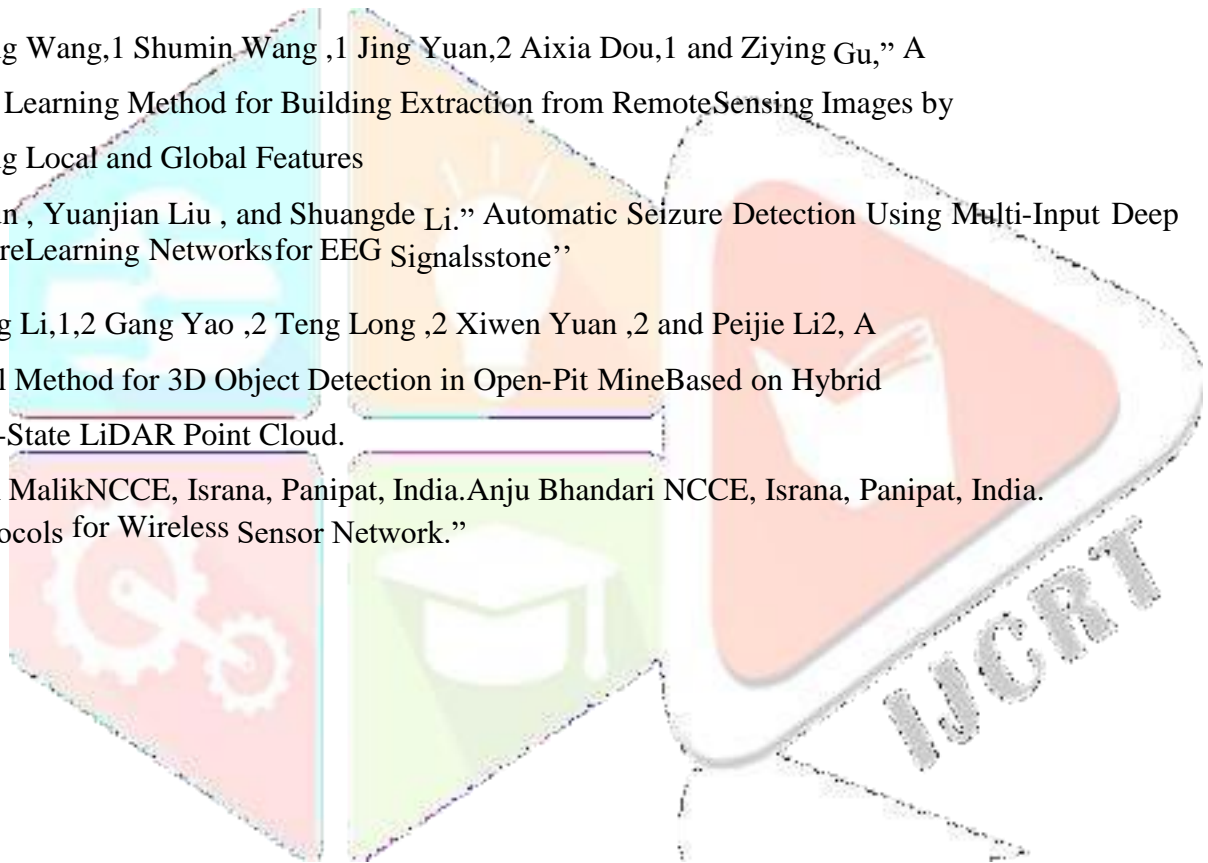 ng Wang,1 Shumin Wang ,1 Jing Yuan,2 Aixia Dou,1 and Ziying Gu,” A
Learning Method for Building Extraction from RemoteSensing Images by
ng Local and Global Features
un , Yuanjian Liu , and Shuangde Li.” Automatic Seizure Detection Using Multi-Input Deep
reLearning Networksfor EEG Signalsstone’’
g Li,1,2 Gang Yao ,2 Teng Long ,2 Xiwen Yuan ,2 and Peijie Li2, A
l Method for 3D Object Detection in Open-Pit MineBased on Hybrid
-State LiDAR Point Cloud.
MalikNCCE, Israna, Panipat, India.Anju Bhandari NCCE, Israna, Panipat, India.
ocols for Wireless Sensor Network.”
IJCRT